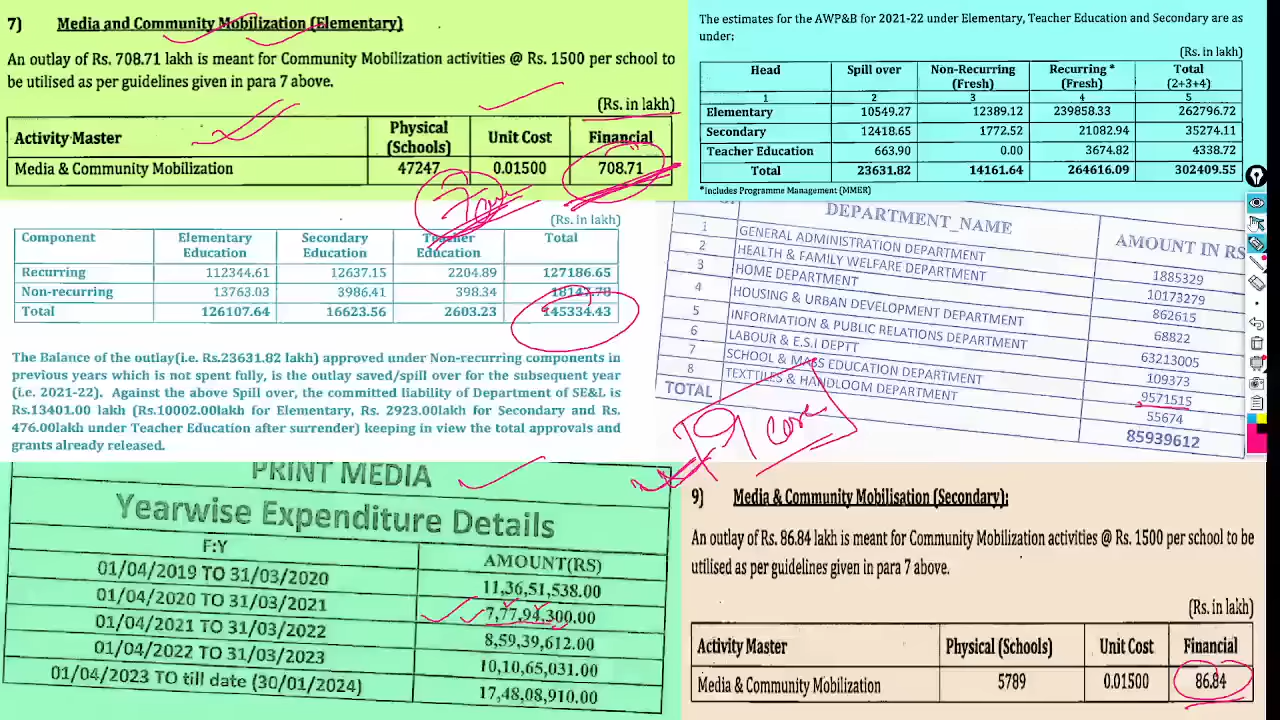 7) Media and Community Mobilization (Elementary)
An outlay of Rs. 708.71 lakh is meant for Community Mobilization activities @ Rs. 1500 per school to
be utilised as per guidelines given in para 7 above.
(Rs. in lakh)
Activity Master Physical (Schools) Unit Cost Financial
Media & Community Mobilization 47247 0.01500 708.71
The estimates for the AWP&B for 2021-22 under Elementary, Teacher Education and Secondary are as
under:
(Rs. in lakh)
Head Spill over Non-Recurring (Fresh) Recurring * (Fresh) Total (2+3+4)
1 2 3 4 5
Elementary 10549.27 12389.12 239858.33 262796.72
Secondary 12418.65 1772.52 21082.94 35274.11
Teacher Education 663.90 0.00 3674.82 4338.72
Total 23631.82 14161.64 264616.09 302409.55
*includes Programme Management (MMER)
(Rs. in lakh)
Component Elementary Education Secondary Education Teacher Education Total
Recurring 112344.61 12637.15 2204.89 127186.65
Non-recurring 13763.03 3986.41 398.34 18147.78
Total 126107.64 16623.56 2603.23 145334.43
The Balance of the outlay(i.e. Rs.23631.82 lakh) approved under Non-recurring components in
previous years which is not spent fully, is the outlay saved/spill over for the subsequent year
(i.e. 2021-22). Against the above Spill over, the committed liability of Department of SE&L is
Rs.13401.00 lakh (Rs.10002.00lakh for Elementary, Rs. 2923.00lakh for Secondary and Rs.
476.00lakh under Teacher Education after surrender) keeping in view the total approvals and
grants already released.
DEPARTMENT_NAME AMOUNT IN RS
1 GENERAL ADMINISTRATION DEPARTMENT 1885329
2 HEALTH & FAMILY WELFARE DEPARTMENT 10173279
3 HOME DEPARTMENT 862615
4 HOUSING & URBAN DEVELOPMENT DEPARTMENT 68822
5 INFORMATION & PUBLIC RELATIONS DEPARTMENT 63213005
6 LABOUR & E.S.I DEPTT 109373
7 SCHOOL & MASS EDUCATION DEPARTMENT 9571515
8 TEXTILES & HANDLOOM DEPARTMENT 55674
TOTAL 85939612
PRINT MEDIA
Yearwise Expenditure Details
F:Y AMOUNT(RS)
01/04/2019 TO 31/03/2020 11,36,51,538.00
01/04/2020 TO 31/03/2021 7,77,94,300.00
01/04/2021 TO 31/03/2022 8,59,39,612.00
01/04/2022 TO 31/03/2023 10,10,65,031.00
01/04/2023 TO till date (30/01/2024) 17,48,08,910.00
9) Media & Community Mobilisation (Secondary):
An outlay of Rs. 86.84 lakh is meant for Community Mobilization activities @ Rs. 1500 per school to be
utilised as per guidelines given in para 7 above.
(Rs. in lakh)
Activity Master Physical (Schools) Unit Cost Financial
Media & Community Mobilization 5789 0.01500 86.84